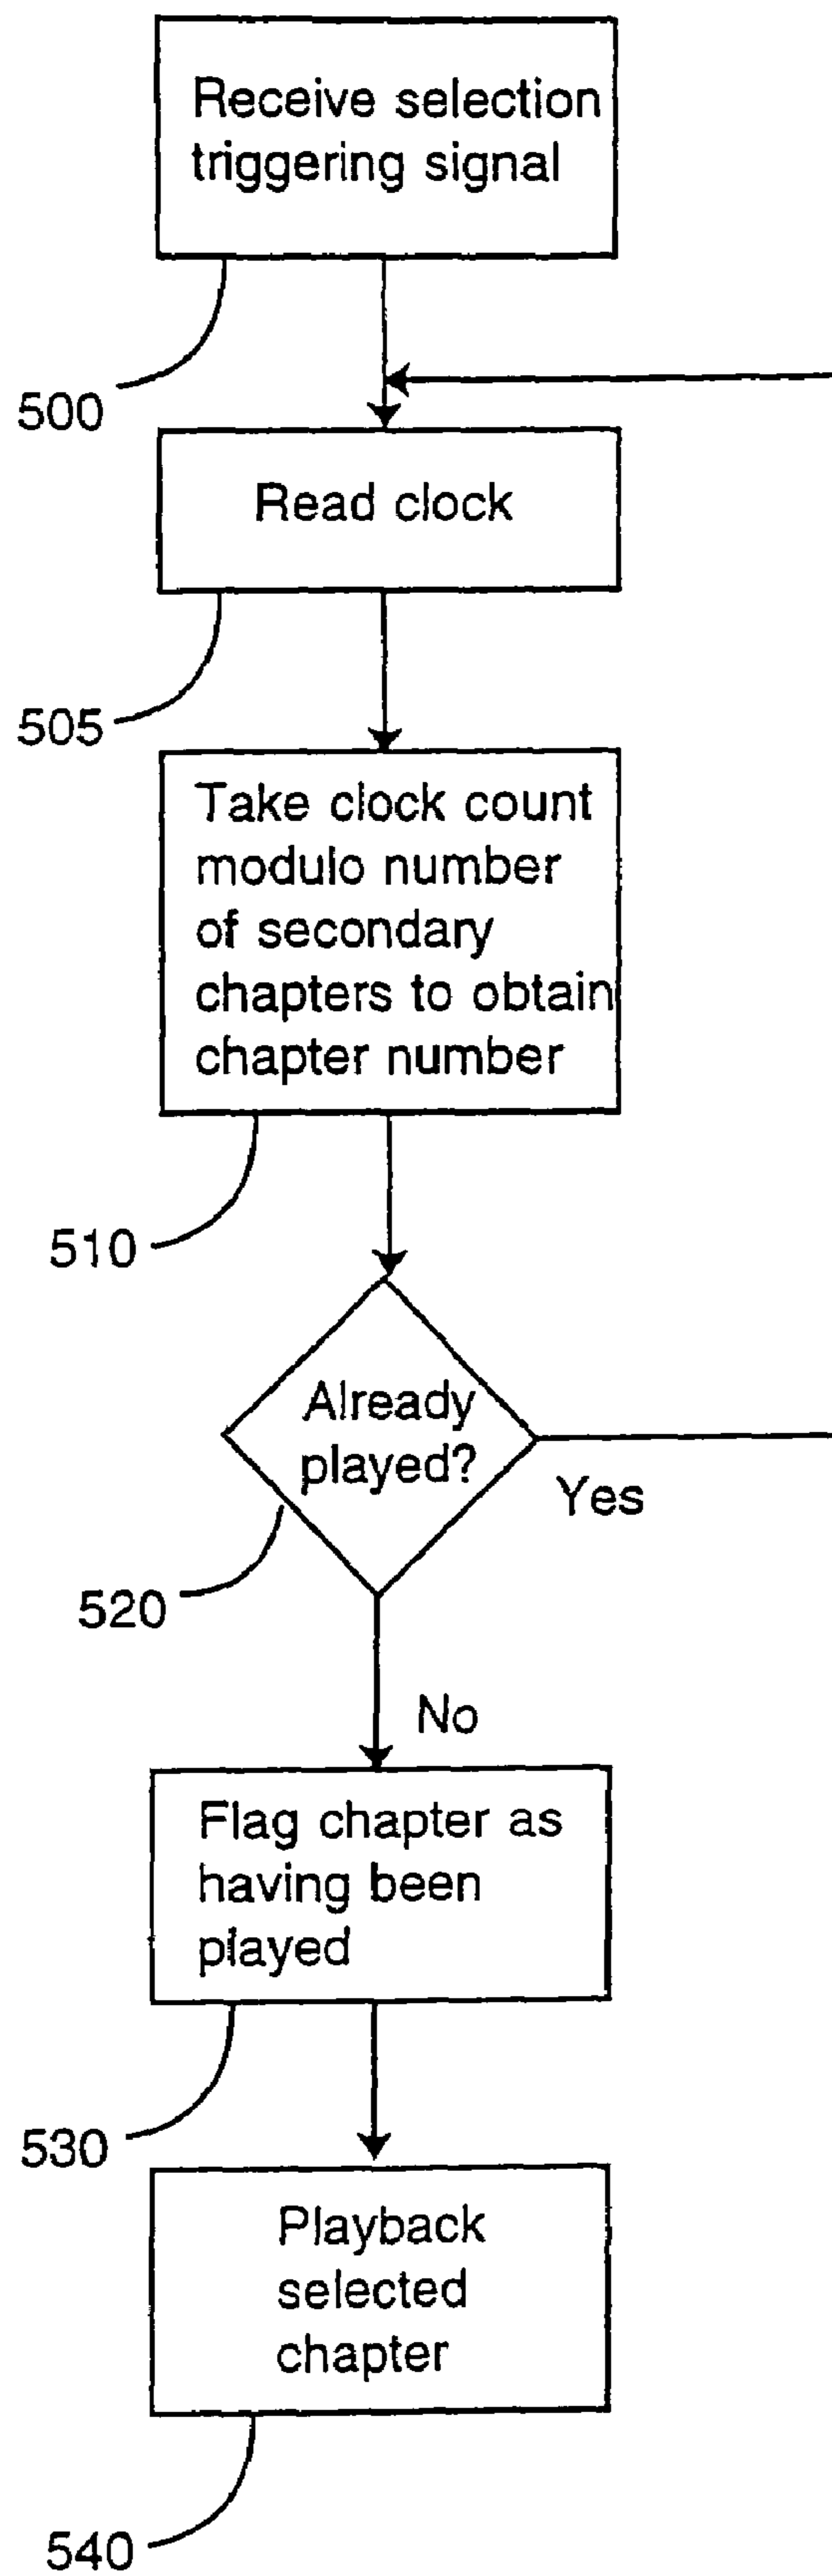 Receive selection
triggering signal
500
Read clock
505
Take clock count
modulo number
of secondary
chapters to obtain
chapter number
510
Already
played?
Yes
520
No
Flag chapter as
having been
played
530
Playback
selected
chapter
540